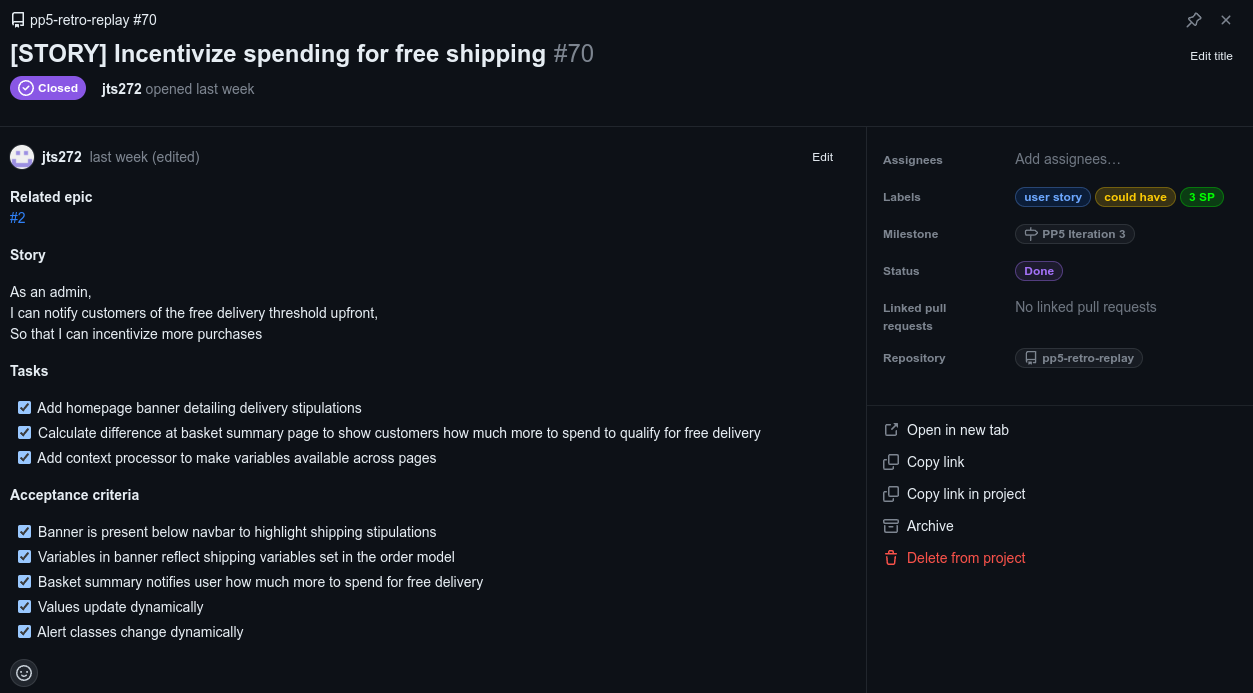 pp5-retro-replay #70
[STORY] Incentivize spending for free shipping #70
Edit title
Closed
jts272 opened last week
jts272 last week (edited)
Edit
Related epic
#2
Story
As an admin,
I can notify customers of the free delivery threshold upfront,
So that I can incentivize more purchases
Tasks
Add homepage banner detailing delivery stipulations
Calculate difference at basket summary page to show customers how much more to spend to qualify for free delivery
Add context processor to make variables available across pages
Acceptance criteria
Banner is present below navbar to highlight shipping stipulations
Variables in banner reflect shipping variables set in the order model
Basket summary notifies user how much more to spend for free delivery
Values update dynamically
Alert classes change dynamically
Assignees Add assignees…
Labels user story could have 3 SP
Milestone PP5 Iteration 3
Status Done
Linked pull
requests
No linked pull requests
Repository pp5-retro-replay
Open in new tab
Copy link
Copy link in project
Archive
Delete from project